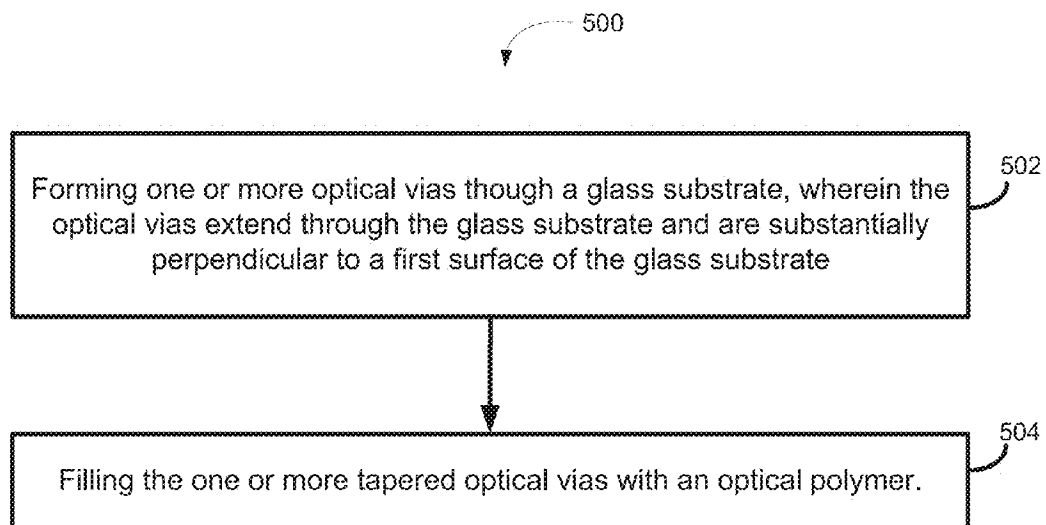 500
502
Forming one or more optical vias though a glass substrate, wherein the
optical vias extend through the glass substrate and are substantially
perpendicular to a first surface of the glass substrate
504
Filling the one or more tapered optical vias with an optical polymer.